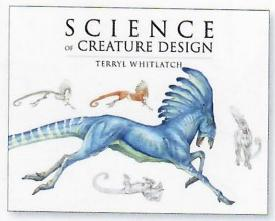 SCIENCE
OF CREATURE DESIGN
TERRYL WHITLATCH